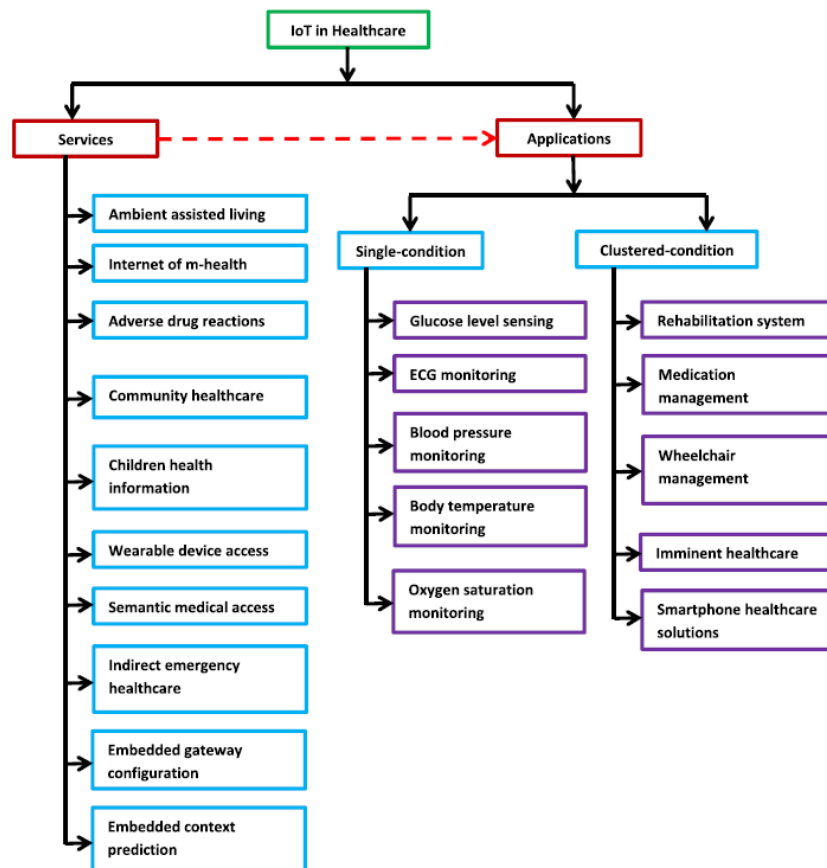 IoT in Healthcare
Services
Applications
Ambient assisted living
Internet of m-health
Adverse drug reactions
Community healthcare
Children health
information
Wearable device access
Semantic medical access
Indirect emergency
healthcare
Embedded gateway
configuration
Embedded context
prediction
Single-condition
Glucose level sensing
ECG monitoring
Blood pressure
monitoring
Body temperature
monitoring
Oxygen saturation
monitoring
Clustered-condition
Rehabilitation system
Medication
management
Wheelchair
management
Imminent healthcare
Smartphone healthcare
solutions